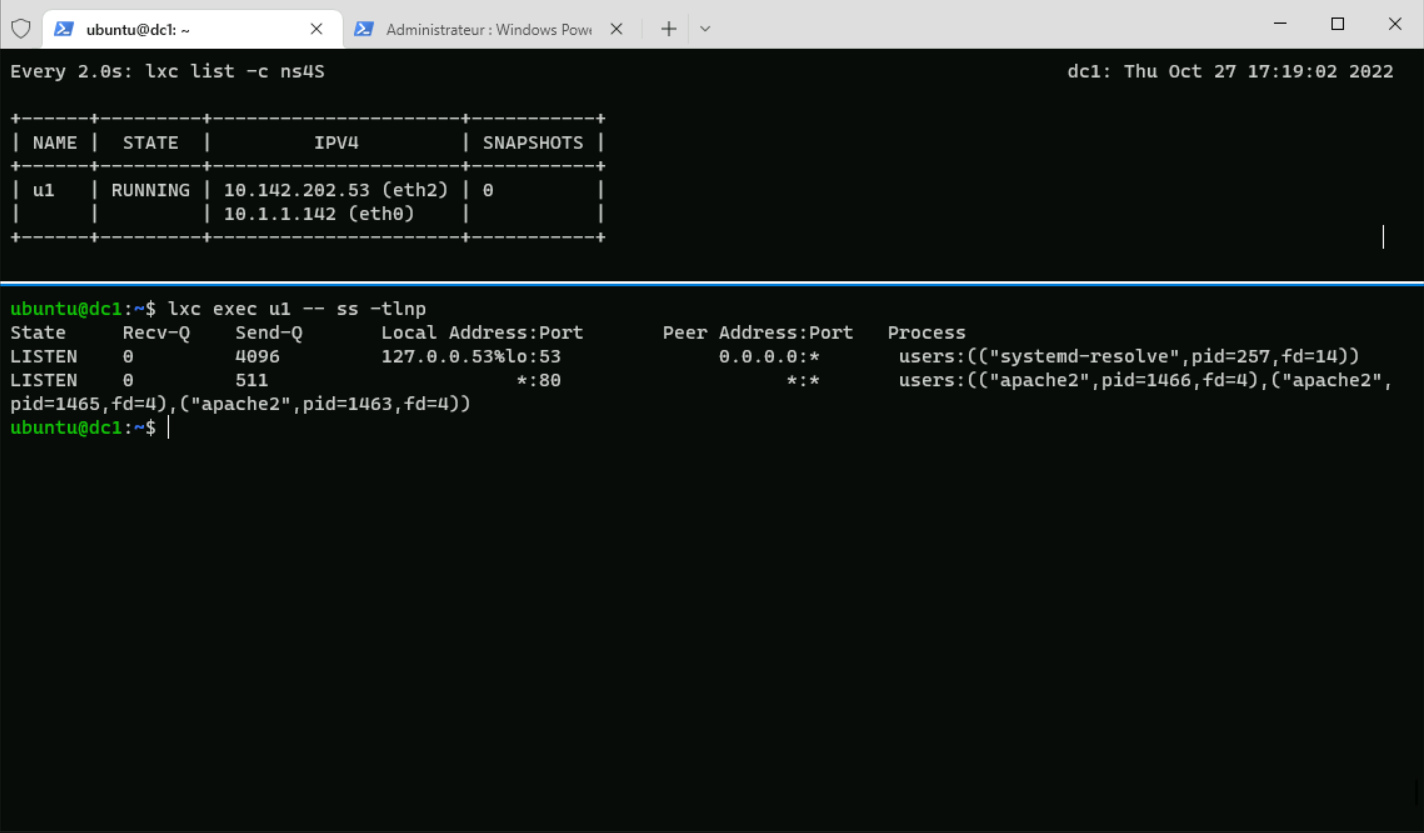 ubuntu@dc1: ~
Administrateur : Windows Powe
Every 2.0s: lxc list -c ns4S dc1: Thu Oct 27 17:19:02 2022
+------+---------+----------------------+-----------+
| NAME |  STATE  |         IPV4         | SNAPSHOTS |
+------+---------+----------------------+-----------+
| u1   | RUNNING | 10.142.202.53 (eth2) | 0         |
|      |         | 10.1.1.142 (eth0)    |           |
+------+---------+----------------------+-----------+
ubuntu@dc1:~$ lxc exec u1 -- ss -tlnp
State     Recv-Q    Send-Q       Local Address:Port       Peer Address:Port   Process
LISTEN    0         4096         127.0.0.53%lo:53              0.0.0.0:*       users:(("systemd-resolve",pid=257,fd=14))
LISTEN    0         511                      *:80                    *:*       users:(("apache2",pid=1466,fd=4),("apache2",
pid=1465,fd=4),("apache2",pid=1463,fd=4))
ubuntu@dc1:~$